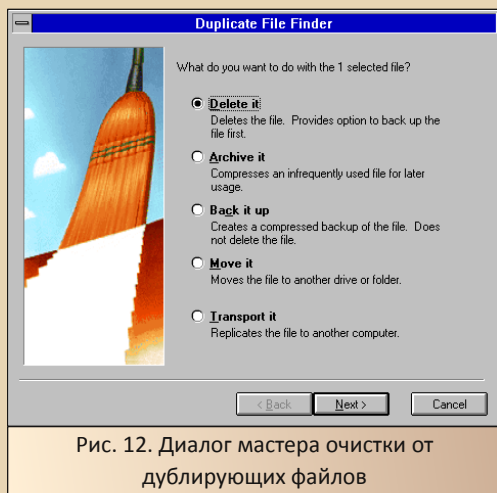 Duplicate File Finder
What do you want to do with the 1 selected file?
Delete it
Deletes the file. Provides option to back up the
file first.
Archive it
Compresses an infrequently used file for later
usage.
Back it up
Creates a compressed backup of the file. Does
not delete the file.
Move it
Moves the file to another drive or folder.
Transport it
Replicates the file to another computer.
< Back Next > Cancel
Рис. 12. Диалог мастера очистки от
дублирующих файлов